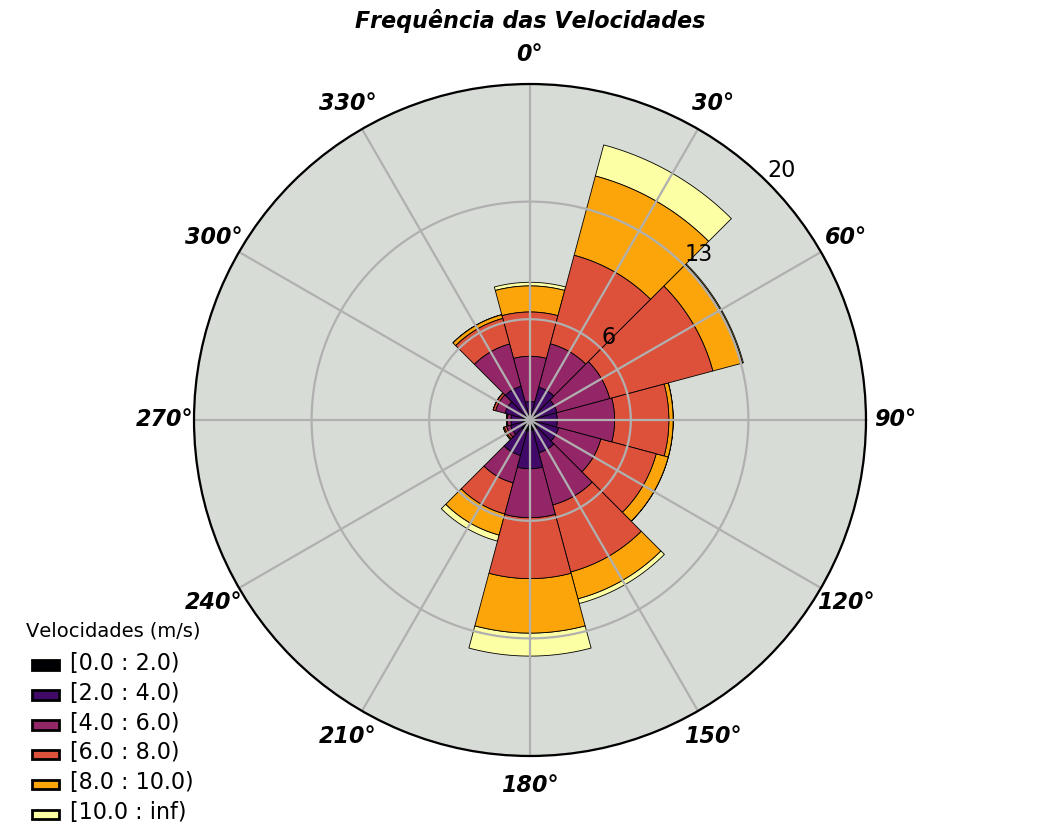 Frequência das Velocidades
0°
30°
60°
90°
120°
150°
180°
210°
240°
270°
300°
330°
20
13
6
Velocidades (m/s)
[0.0 : 2.0)
[2.0 : 4.0)
[4.0 : 6.0)
[6.0 : 8.0)
[8.0 : 10.0)
[10.0 : inf)